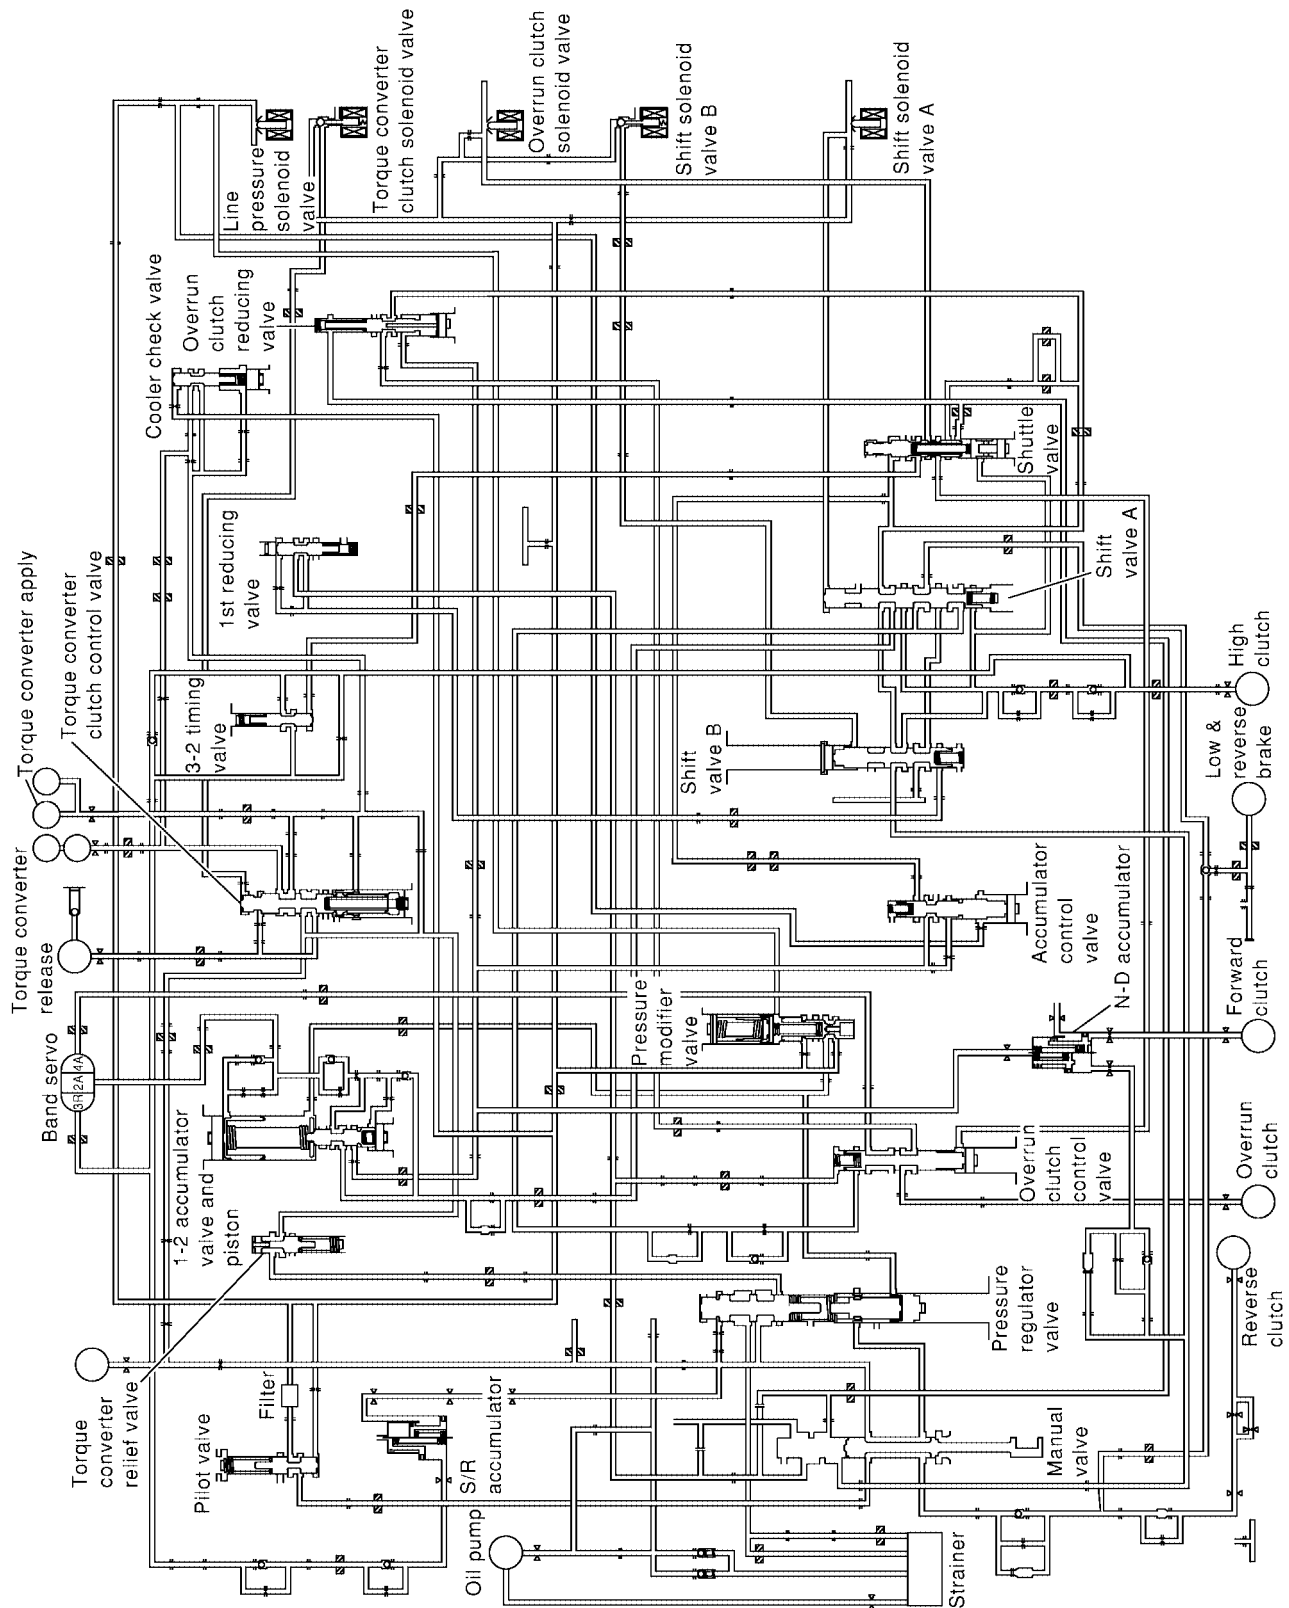 Line
pressure
solenoid
valve
Torque converter
clutch solenoid valve
Overrun clutch
solenoid valve
Shift solenoid
valve B
Shift solenoid
valve A
Cooler check valve
Overrun
clutch
reducing
valve
Shuttle
valve
1st reducing
valve
Shift
valve A
Torque converter apply
Torque converter
clutch control valve
3-2 timing
valve
Shift
valve B
High
clutch
Low &
reverse
brake
Torque converter
release
Accumulator
control
valve
N-D accumulator
Forward
clutch
Band servo
3R 2A 4A
Pressure
modifier
valve
1-2 accumulator
valve and
piston
Overrun
clutch
control
valve
Overrun
clutch
Torque
converter
relief valve
Pressure
regulator
valve
Reverse
clutch
Filter
Pilot valve
S/R
accumulator
Manual
valve
Oil pump
Strainer